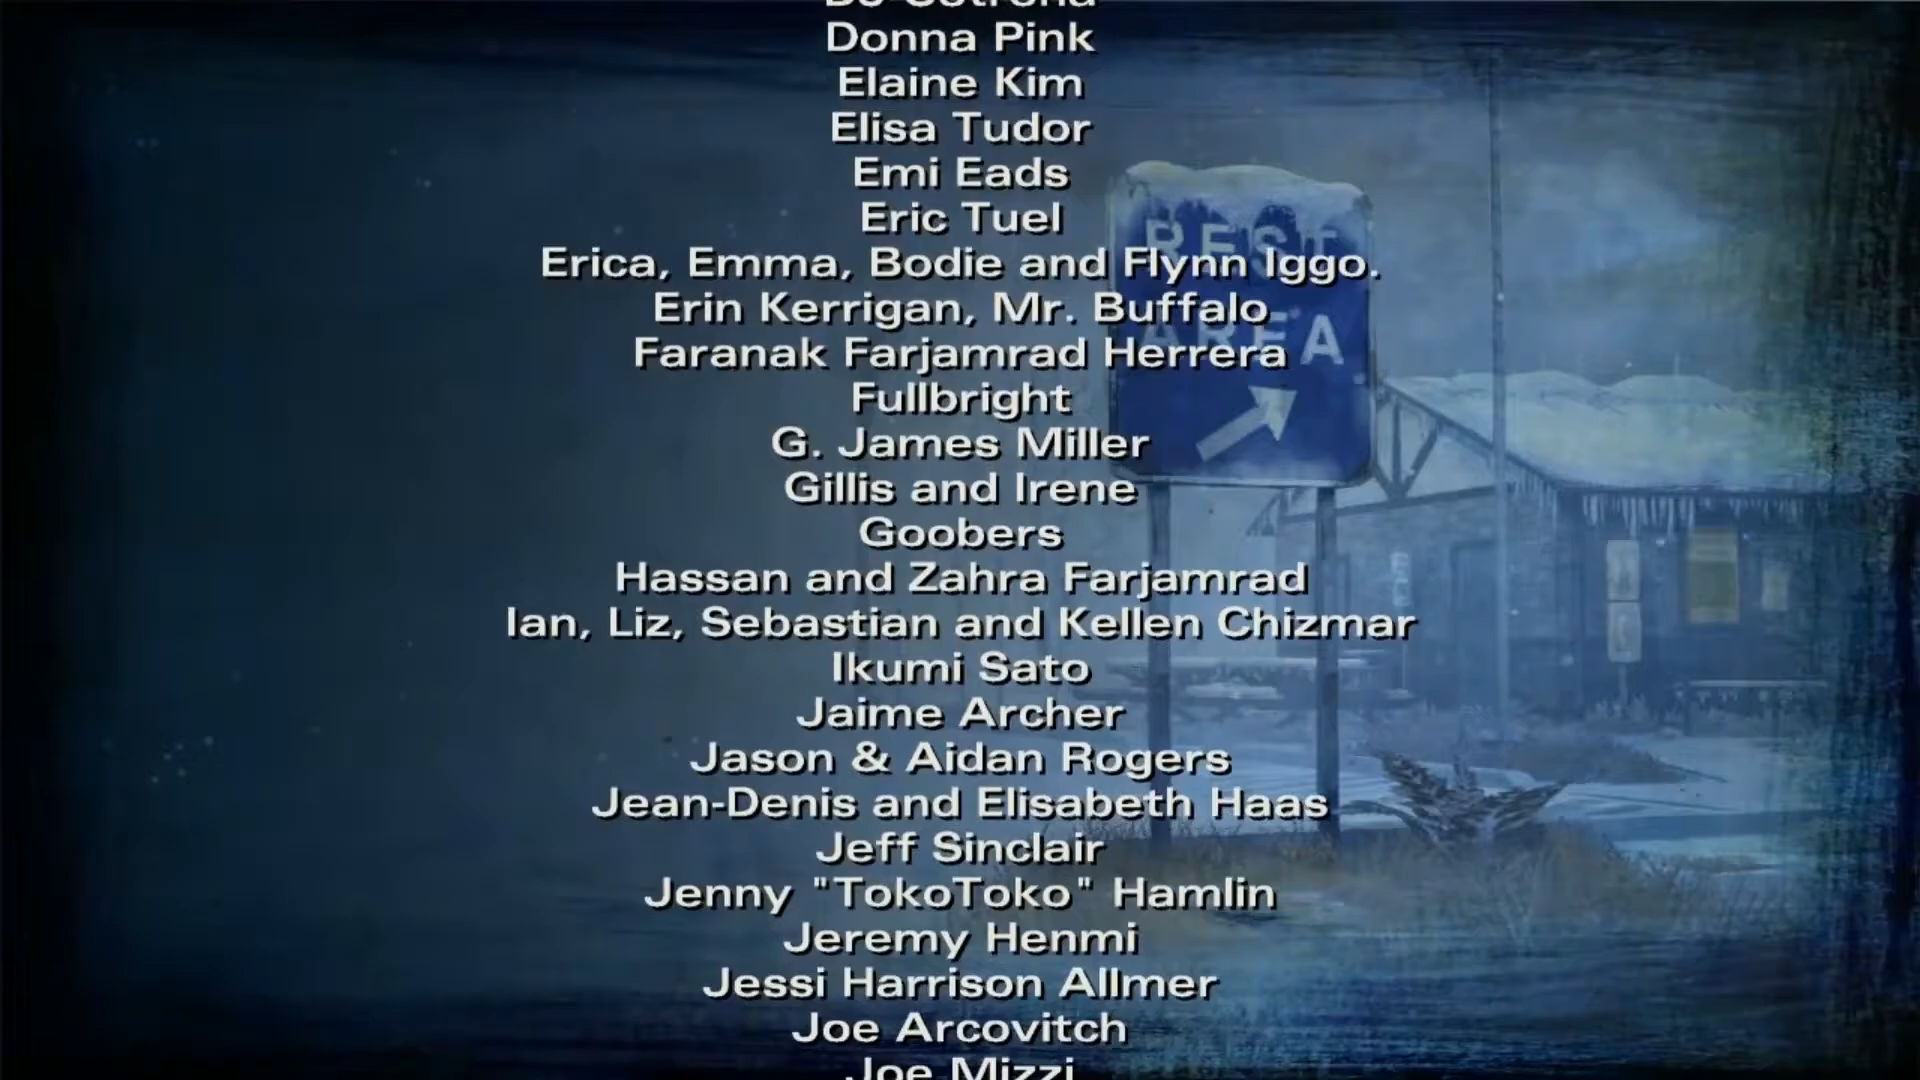 Donna Pink
Elaine Kim
Elisa Tudor
Emi Eads
Eric Tuel
Erica, Emma, Bodie and Flynn Iggo.
Erin Kerrigan, Mr. Buffalo
Faranak Farjamrad Herrera
Fullbright
G. James Miller
Gillis and Irene
Goobers
Hassan and Zahra Farjamrad
Ian, Liz, Sebastian and Kellen Chizmar
Ikumi Sato
Jaime Archer
Jason & Aidan Rogers
Jean-Denis and Elisabeth Haas
Jeff Sinclair
Jenny "TokoToko" Hamlin
Jeremy Henmi
Jessi Harrison Allmer
Joe Arcovitch
Joe Mizzi
REST
AREA